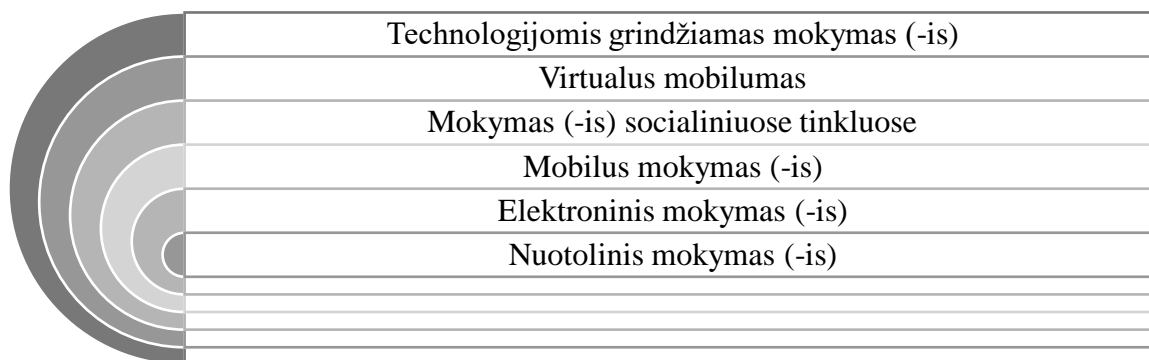 Technologijomis grindžiamas mokymas (-is)
Virtualus mobilumas
Mokymas (-is) socialiniuose tinkluose
Mobilus mokymas (-is)
Elektroninis mokymas (-is)
Nuotolinis mokymas (-is)